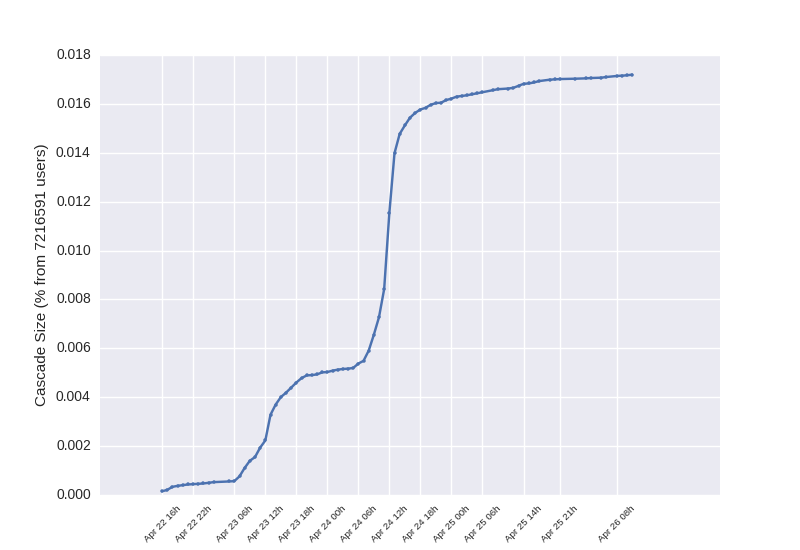 0.018
0.016
0.014
0.012
0.010
0.008
0.006
0.004
0.002
0.000
Cascade Size (% from 7216591 users)
Apr 22 16h
Apr 22 22h
Apr 23 06h
Apr 23 12h
Apr 23 18h
Apr 24 00h
Apr 24 06h
Apr 24 12h
Apr 24 18h
Apr 25 00h
Apr 25 06h
Apr 25 14h
Apr 25 21h
Apr 26 08h